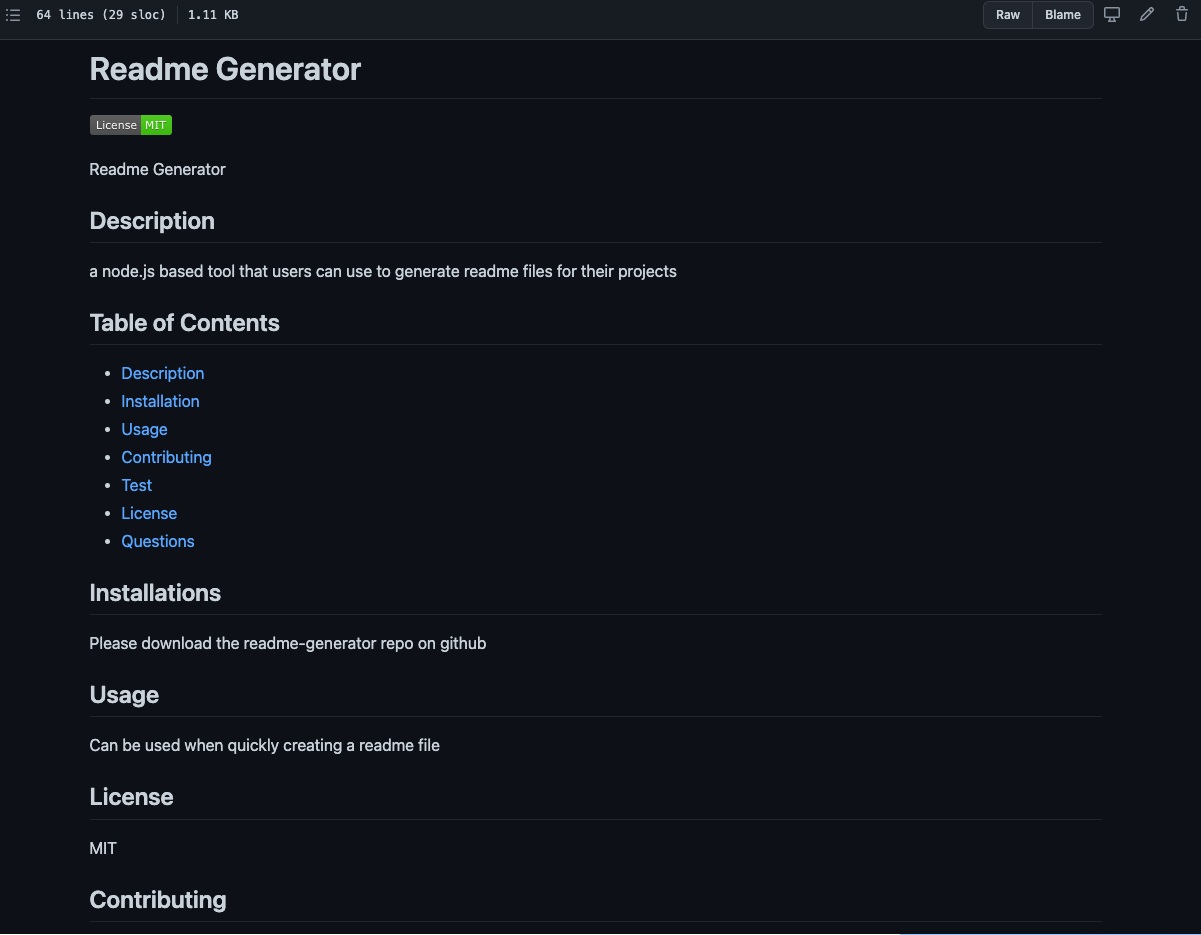 64 lines (29 sloc) 1.11 KB Raw Blame
Readme Generator
License MIT
Readme Generator
Description
a node.js based tool that users can use to generate readme files for their projects
Table of Contents
Description
Installation
Usage
Contributing
Test
License
Questions
Installations
Please download the readme-generator repo on github
Usage
Can be used when quickly creating a readme file
License
MIT
Contributing